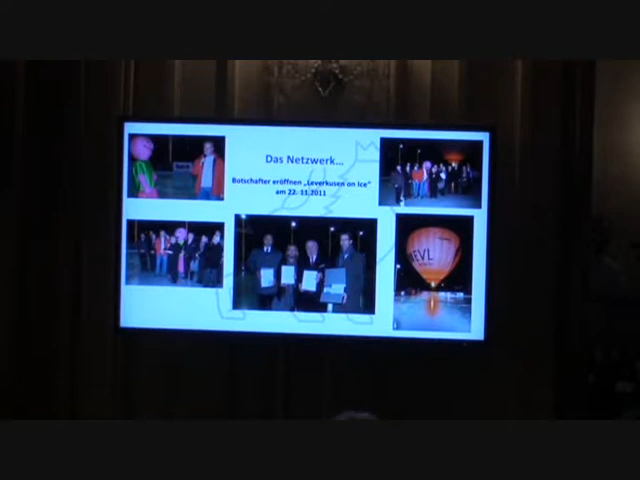 Das Netzwerk...
Botschafter eröffnen „Leverkusen on Ice"
am 22. 11.2011
EVL